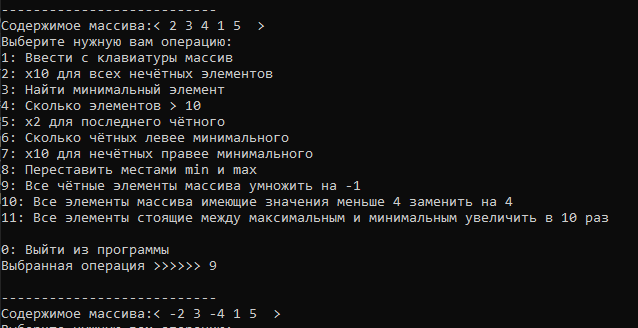 ---------------------------
Содержимое массива:< 2 3 4 1 5  >
Выберите нужную вам операцию:
1: Ввести с клавиатуры массив
2: x10 для всех нечётных элементов
3: Найти минимальный элемент
4: Сколько элементов > 10
5: x2 для последнего чётного
6: Сколько чётных левее минимального
7: x10 для нечётных правее минимального
8: Переставить местами min и max
9: Все чётные элементы массива умножить на -1
10: Все элементы массива имеющие значения меньше 4 заменить на 4
11: Все элементы стоящие между максимальным и минимальным увеличить в 10 раз
0: Выйти из программы
Выбранная операция >>>>>> 9
---------------------------
Содержимое массива:< -2 3 -4 1 5  >